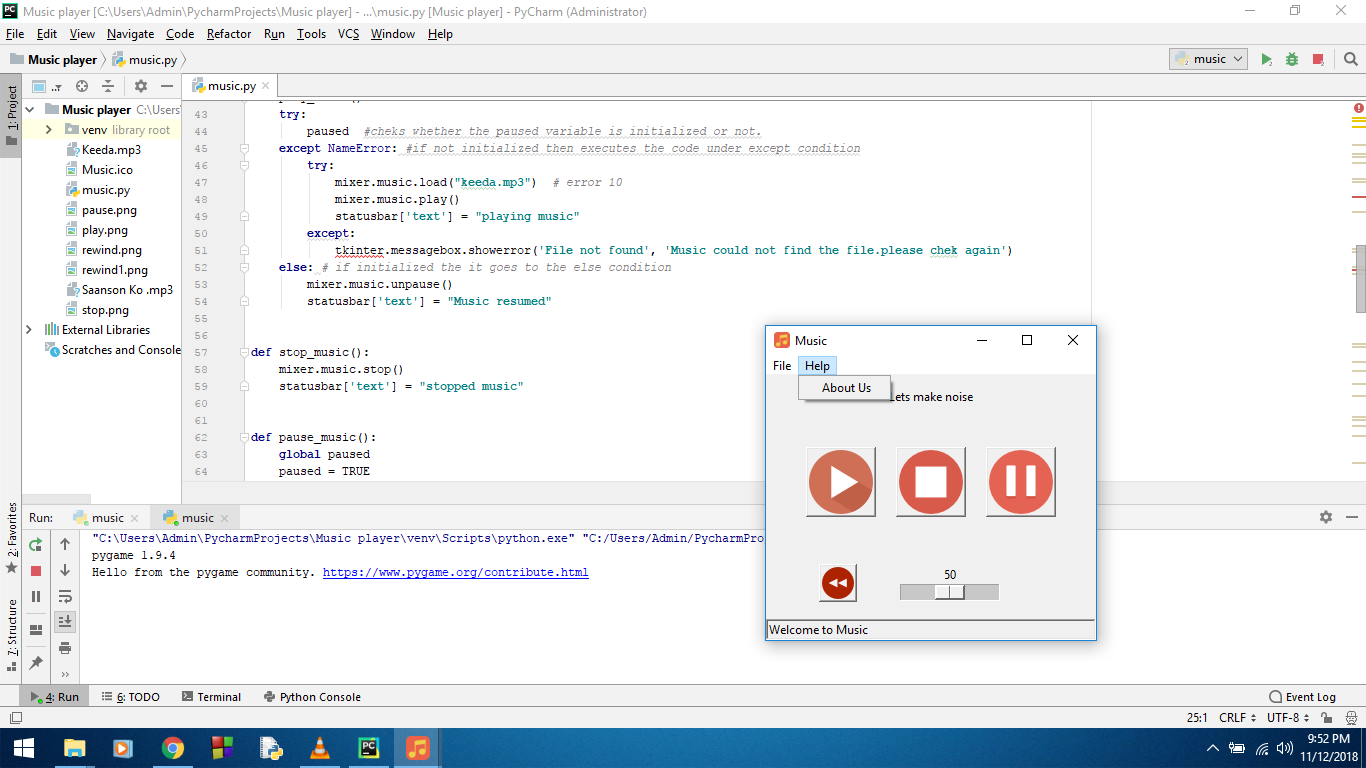 Music player [C:\Users\Admin\PycharmProjects\Music player] - ...\music.py [Music player] - PyCharm (Administrator)
File Edit View Navigate Code Refactor Run Tools VCS Window Help
Music player music.py
music
1: Project
music.py
Music player C:\Users\
venv library root
Keeda.mp3
Music.ico
music.py
pause.png
play.png
rewind.png
rewind1.png
Saanson Ko .mp3
stop.png
External Libraries
Scratches and Console
43 try:
44 paused #cheks whether the paused variable is initialized or not.
45 except NameError: #if not initialized then executes the code under except condition
46 try:
47 mixer.music.load("keeda.mp3") # error 10
48 mixer.music.play()
49 statusbar['text'] = "playing music"
50 except:
51 tkinter.messagebox.showerror('File not found', 'Music could not find the file.please chek again')
52 else: # if initialized the it goes to the else condition
53 mixer.music.unpause()
54 statusbar['text'] = "Music resumed"
55
56
57 def stop_music():
58 mixer.music.stop()
59 statusbar['text'] = "stopped music"
60
61
62 def pause_music():
63 global paused
64 paused = TRUE
Music
File Help
About Us
Lets make noise
50
Welcome to Music
2: Favorites
7: Structure
Run: music music
"C:\Users\Admin\PycharmProjects\Music player\venv\Scripts\python.exe" "C:/Users/Admin/PycharmPro
pygame 1.9.4
Hello from the pygame community. https://www.pygame.org/contribute.html
4: Run 6: TODO Terminal Python Console Event Log
25:1 CRLF UTF-8
9:52 PM
11/12/2018